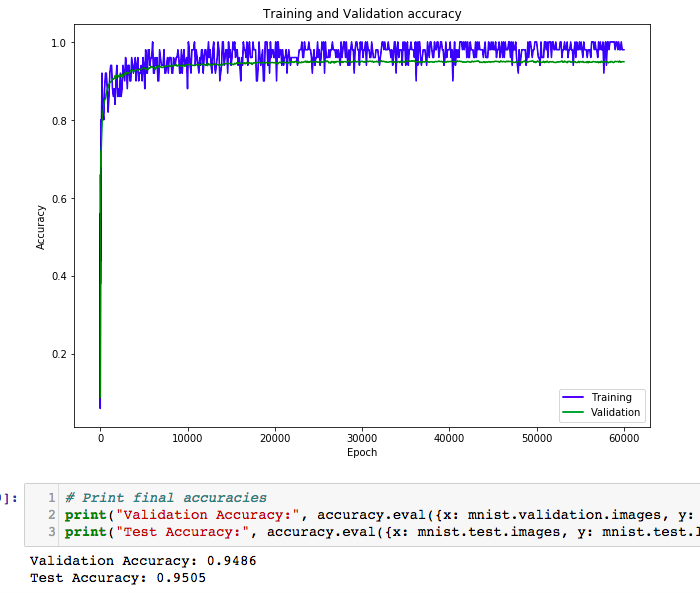 Training and Validation accuracy
1.0
0.8
0.6
0.4
0.2
Accuracy
0 10000 20000 30000 40000 50000 60000
Epoch
Training
Validation
]:
1 # Print final accuracies
2 print("Validation Accuracy:", accuracy.eval({x: mnist.validation.images, y:
3 print("Test Accuracy:", accuracy.eval({x: mnist.test.images, y: mnist.test.l
Validation Accuracy: 0.9486
Test Accuracy: 0.9505